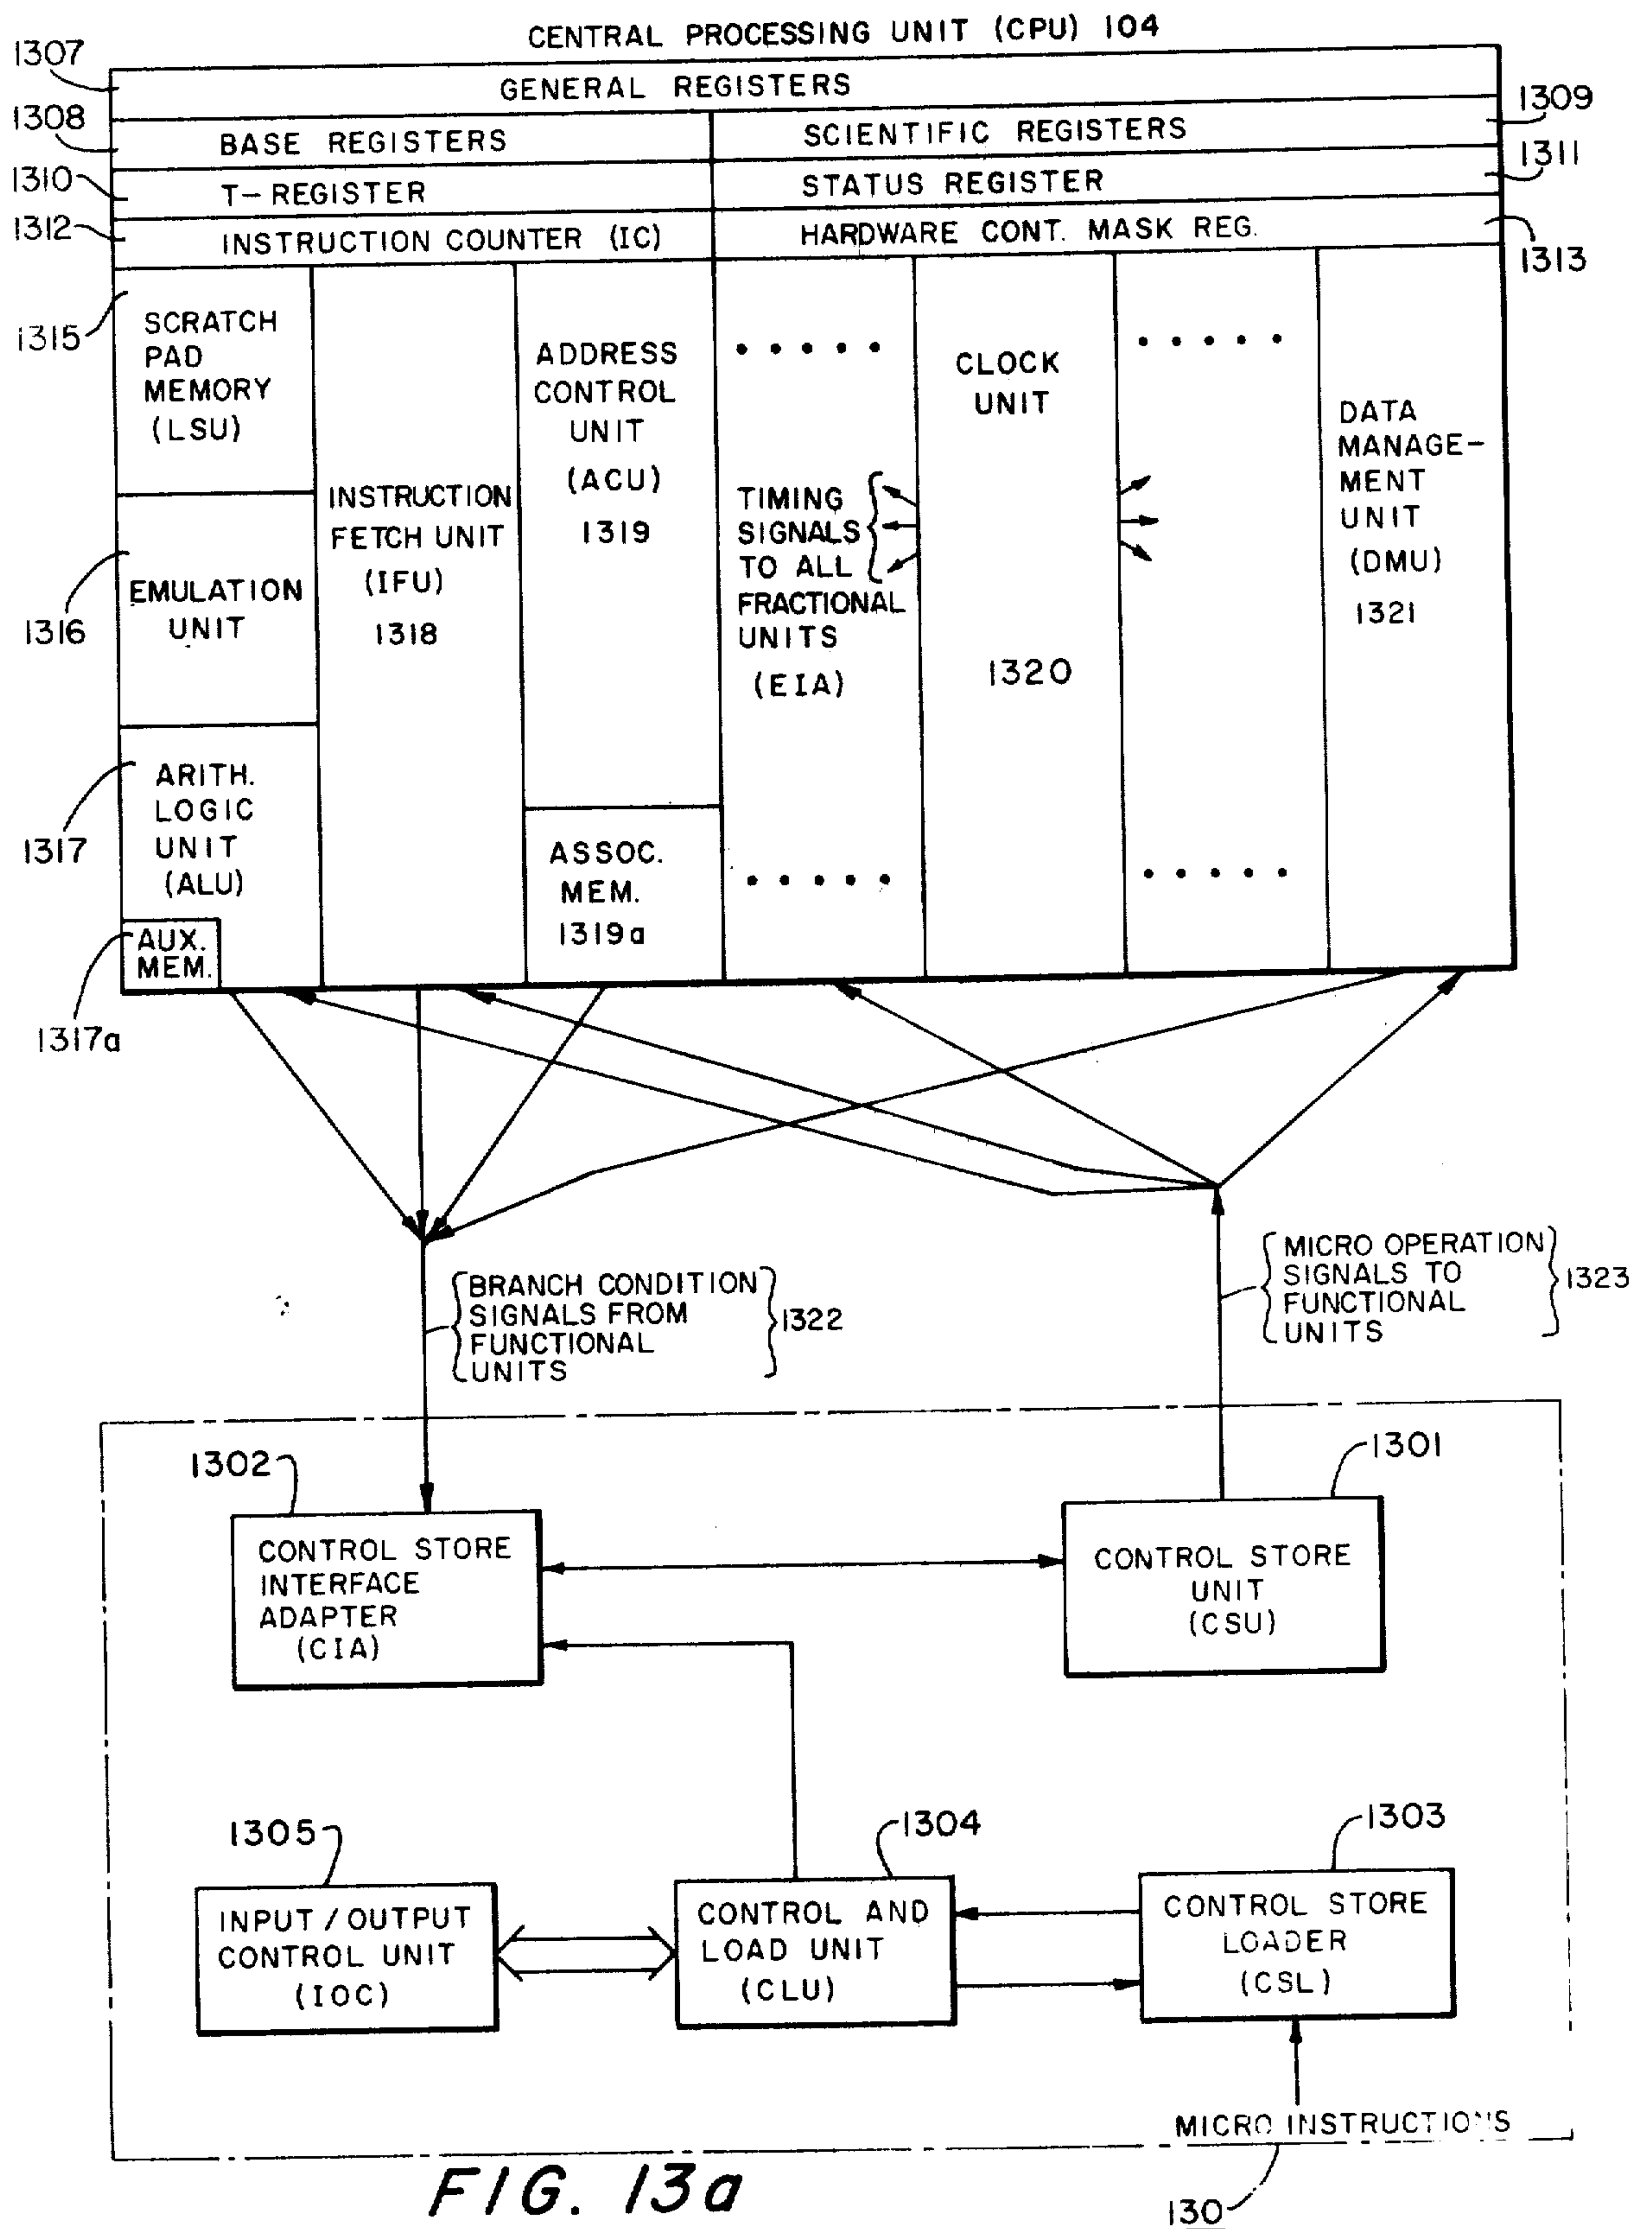 CENTRAL PROCESSING UNIT (CPU) 104
1307
GENERAL REGISTERS
1308
BASE REGISTERS
SCIENTIFIC REGISTERS
1309
1310
T-REGISTER
STATUS REGISTER
1311
1312
INSTRUCTION COUNTER (IC)
HARDWARE CONT. MASK REG.
1313
1315
SCRATCH
PAD
MEMORY
(LSU)
1316
EMULATION
UNIT
1317
ARITH.
LOGIC
UNIT
(ALU)
AUX.
MEM.
1317a
INSTRUCTION
FETCH UNIT
(IFU)
1318
ADDRESS
CONTROL
UNIT
(ACU)
1319
ASSOC.
MEM.
1319a
. . . . .
TIMING
SIGNALS
TO ALL
FRACTIONAL
UNITS
(EIA)
. . . . .
CLOCK
UNIT
1320
. . . . .
. . . . .
DATA
MANAGE-
MENT
UNIT
(DMU)
1321
BRANCH CONDITION
SIGNALS FROM
FUNCTIONAL
UNITS
1322
MICRO OPERATION
SIGNALS TO
FUNCTIONAL
UNITS
1323
1302
CONTROL STORE
INTERFACE
ADAPTER
(CIA)
1301
CONTROL STORE
UNIT
(CSU)
1305
INPUT/OUTPUT
CONTROL UNIT
(IOC)
1304
CONTROL AND
LOAD UNIT
(CLU)
1303
CONTROL STORE
LOADER
(CSL)
MICRO INSTRUCTIONS
130
FIG. 13a